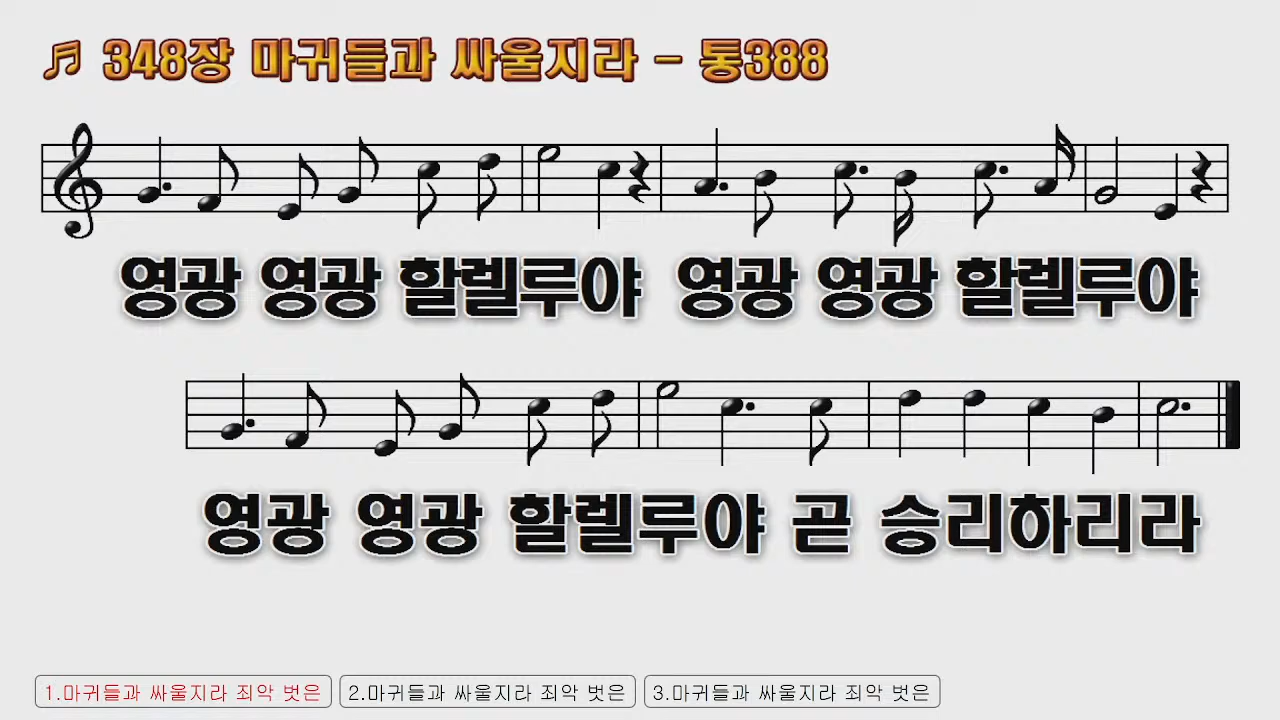 ♬ 348장 마귀들과 싸울지라 - 통388
영광 영광 할렐루야 영광 영광 할렐루야
영광 영광 할렐루야 곧 승리하리라
1.마귀들과 싸울지라 죄악 벗은 2.마귀들과 싸울지라 죄악 벗은 3.마귀들과 싸울지라 죄악 벗은